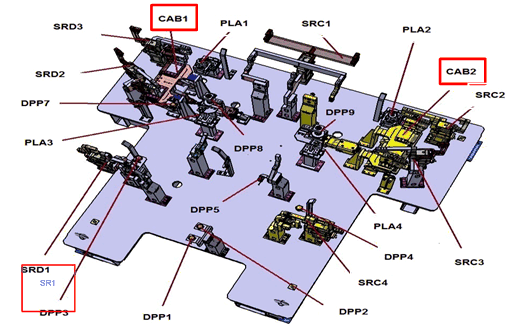 CAB1
SRD3
PLA1
SRC1
PLA2
SRD2
CAB2
SRC2
DPP7
DPP9
PLA3
DPP8
DPP5
PLA4
DPP4
SRC3
SRD1
SRC4
SR1
DPP3
DPP1
DPP2